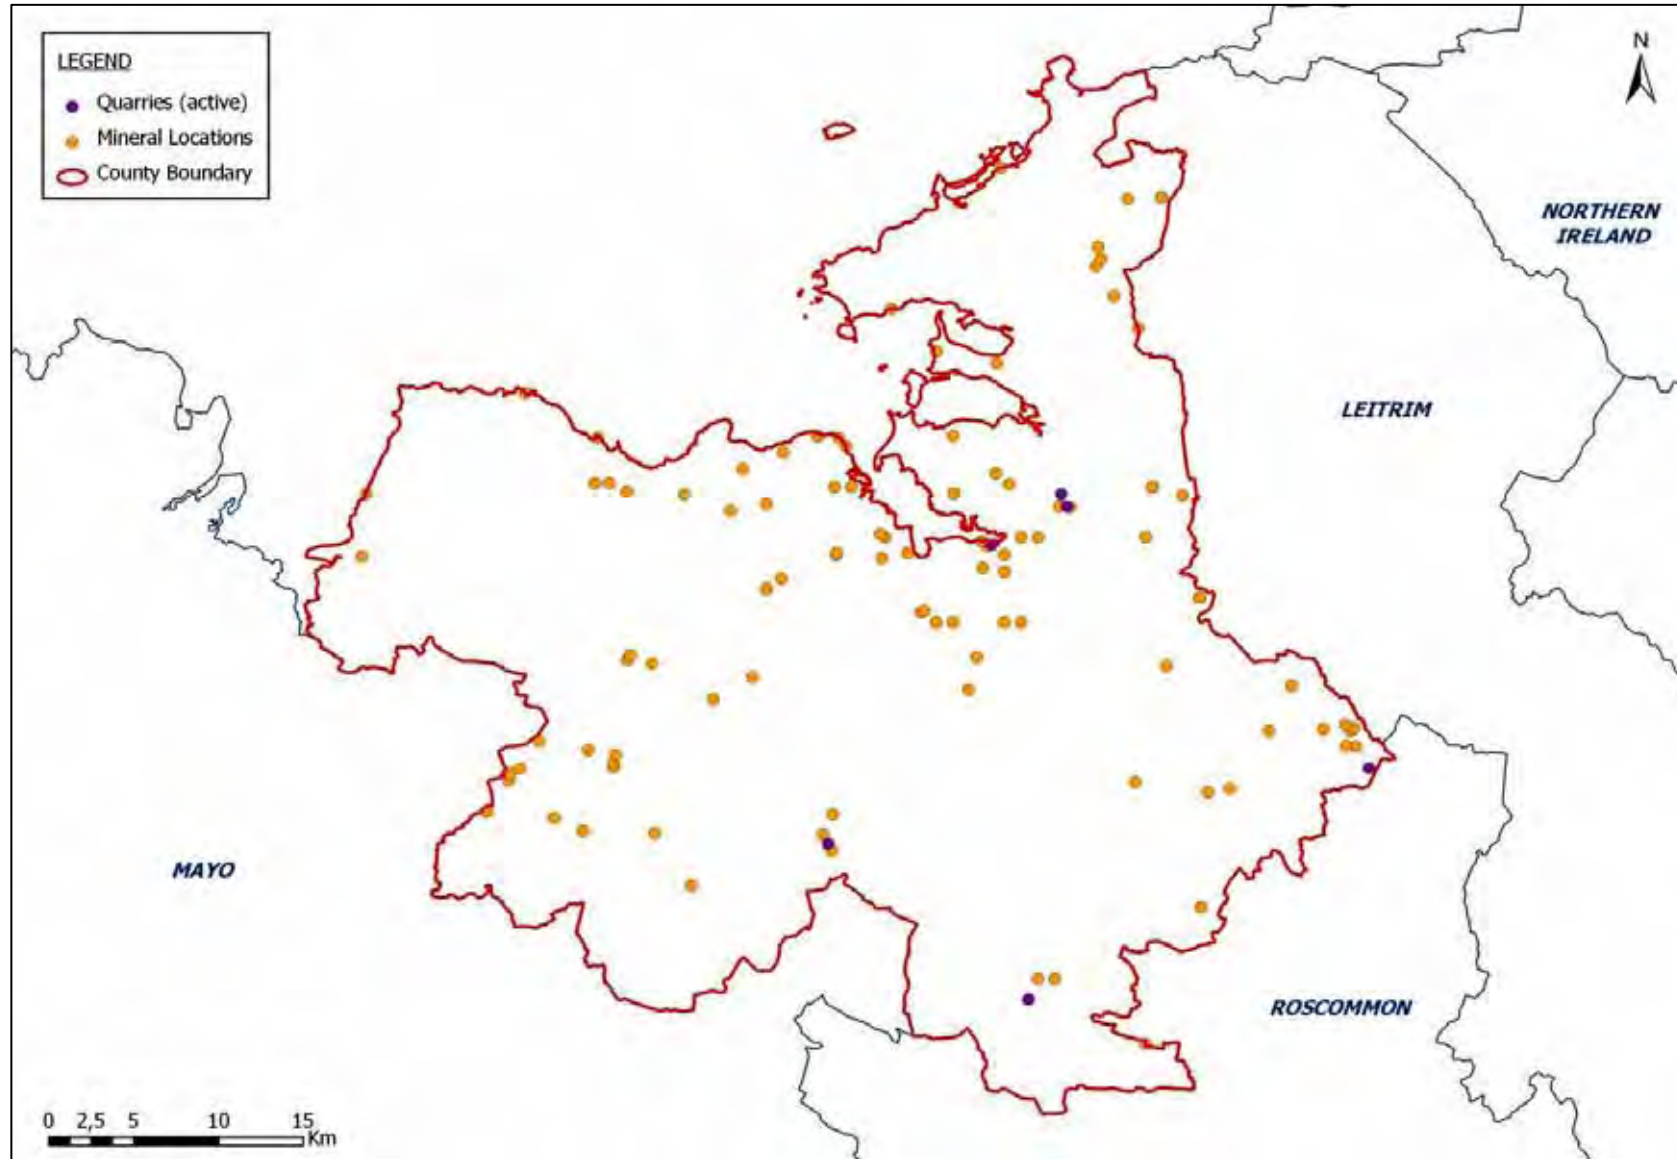 LEGEND
Quarries (active)
Mineral Locations
County Boundary
N
NORTHERN
IRELAND
LEITRIM
MAYO
ROSCOMMON
0 2,5 5 10 15
Km